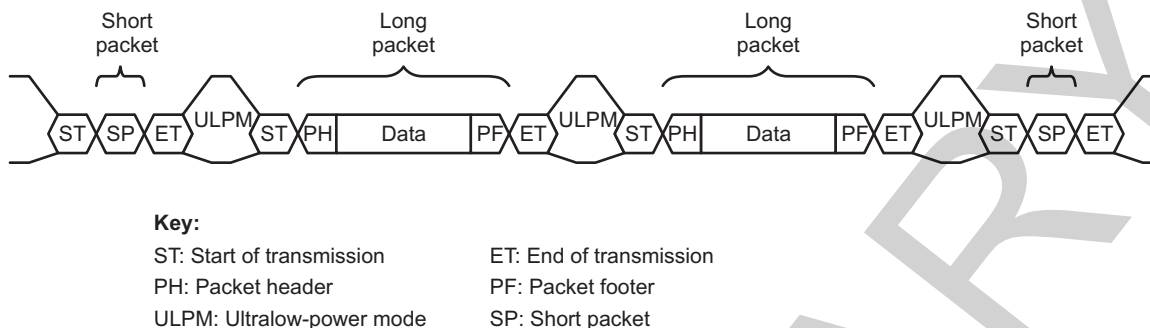 Short Long Long Short
packet packet packet packet
ST SP ET ULPM ST PH Data PF ET ULPM ST PH Data PF ET ULPM ST SP ET
Key:
ST: Start of transmission ET: End of transmission
PH: Packet header PF: Packet footer
ULPM: Ultralow-power mode SP: Short packet